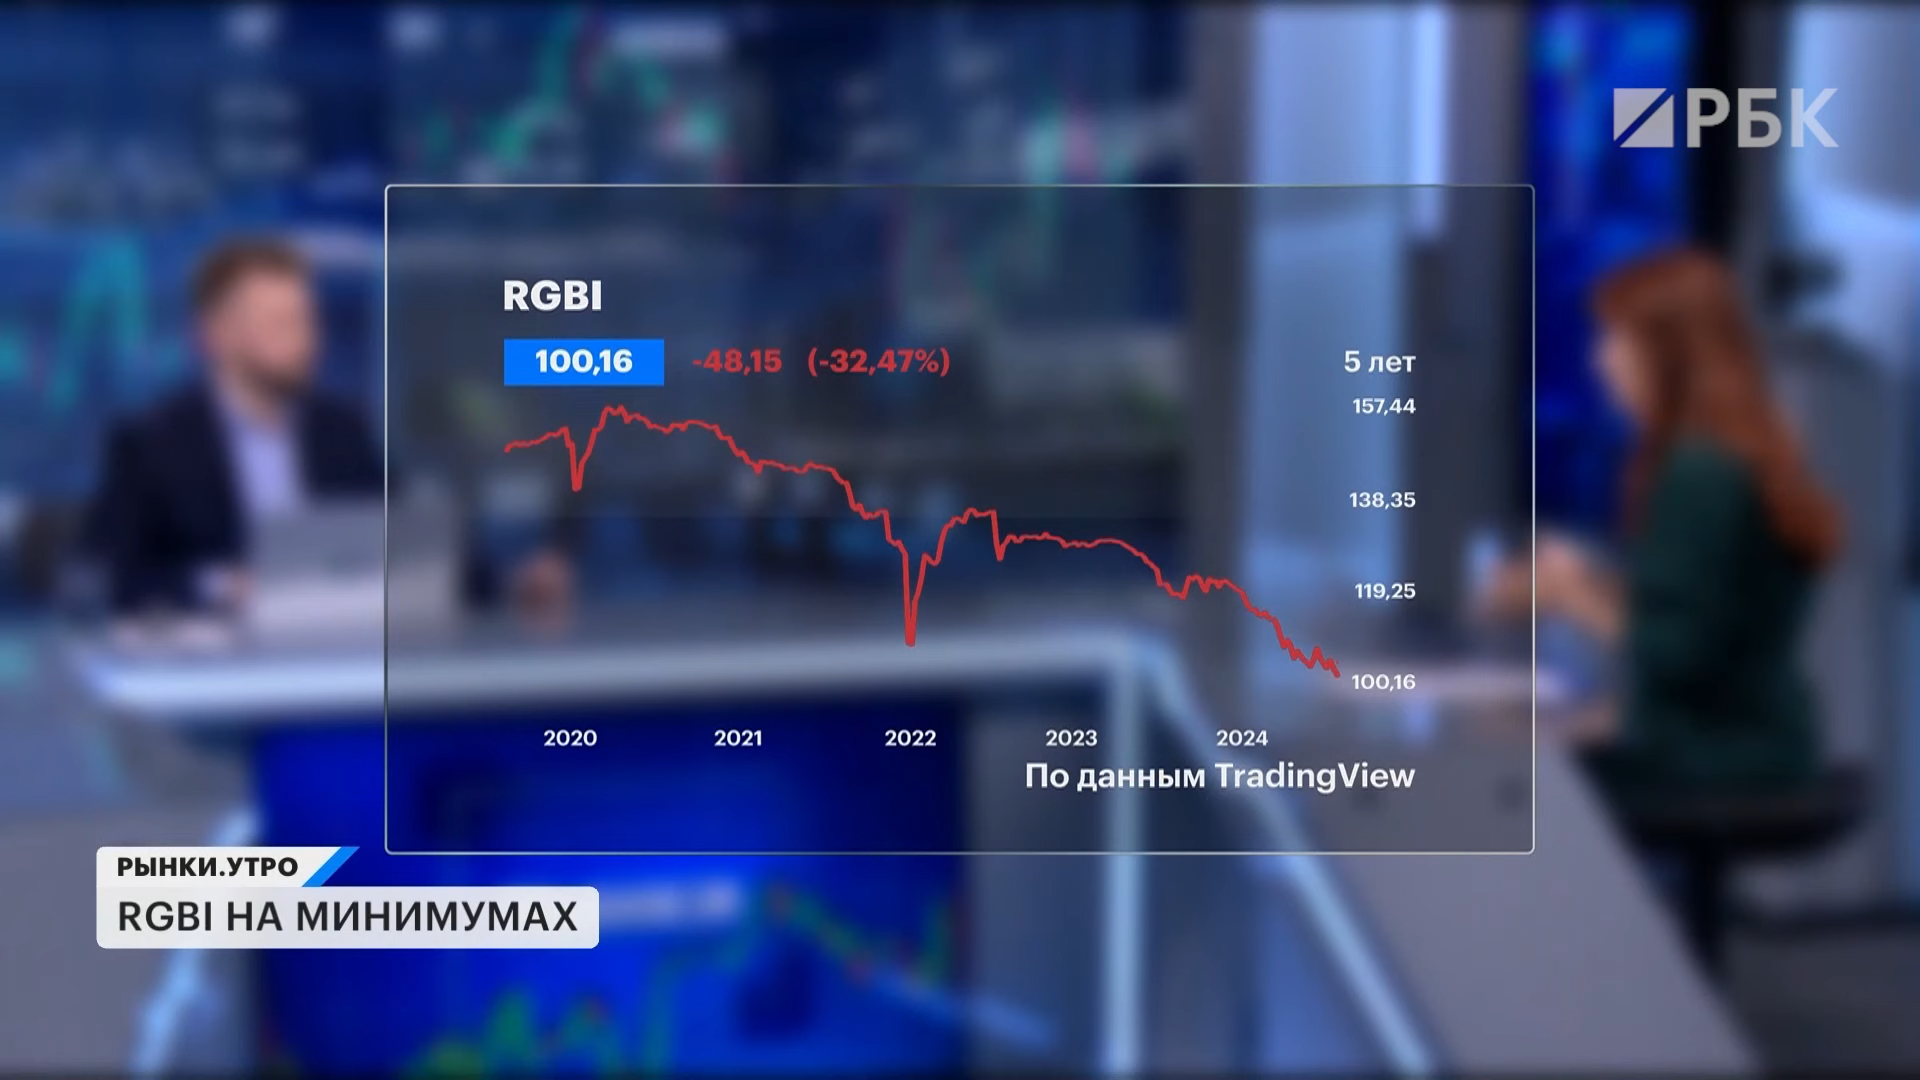 РБК
RGBI
100,16 -48,15 (-32,47%)
5 лет
157,44
138,35
119,25
100,16
2020 2021 2022 2023 2024
По данным TradingView
РЫНКИ.УТРО
RGBI НА МИНИМУМАХ